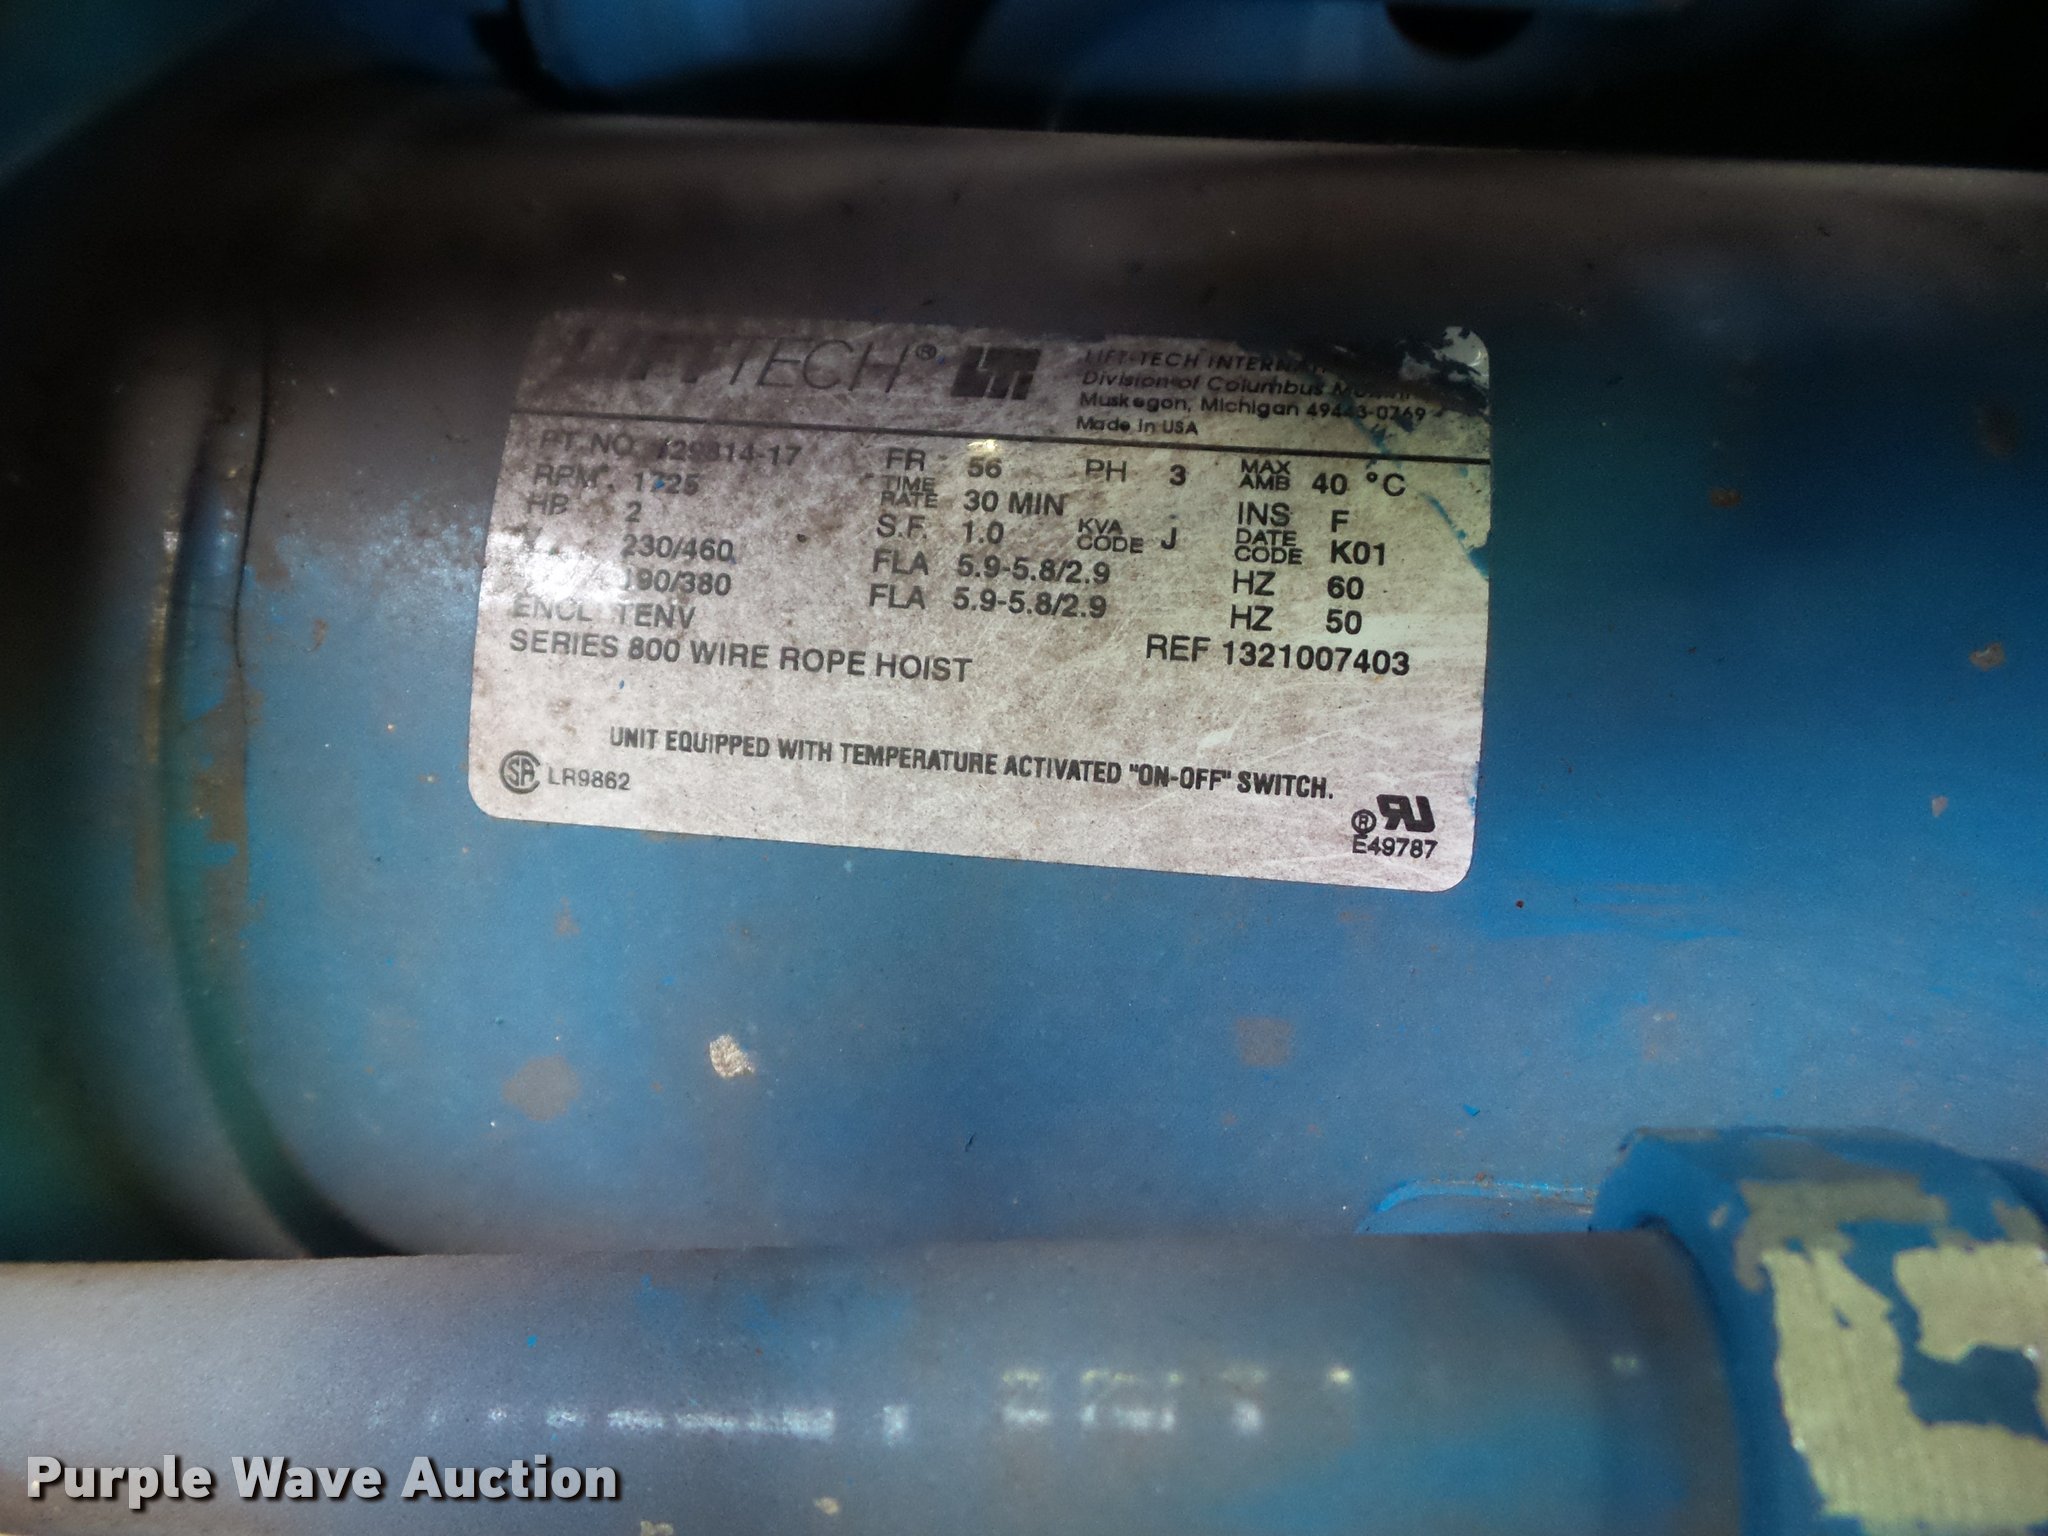 TECH®
LIFT-TECH
Division of Columbus
Muskegon, Michigan 49443-0769
Made in USA
PT. NO. FR 56 PH 3 MAX AMB 40 °C
RPM 1725 TIME RATE 30 MIN INS F
HP 2 S.F. 1.0 KVA CODE J DATE CODE K01
230/460 FLA 5.9-5.8/2.9 HZ 60
190/380 FLA 5.9-5.8/2.9 HZ 50
ENCL TENV
SERIES 800 WIRE ROPE HOIST REF 1321007403
UNIT EQUIPPED WITH TEMPERATURE ACTIVATED "ON-OFF" SWITCH.
LR9862
E49787
Purple Wave Auction